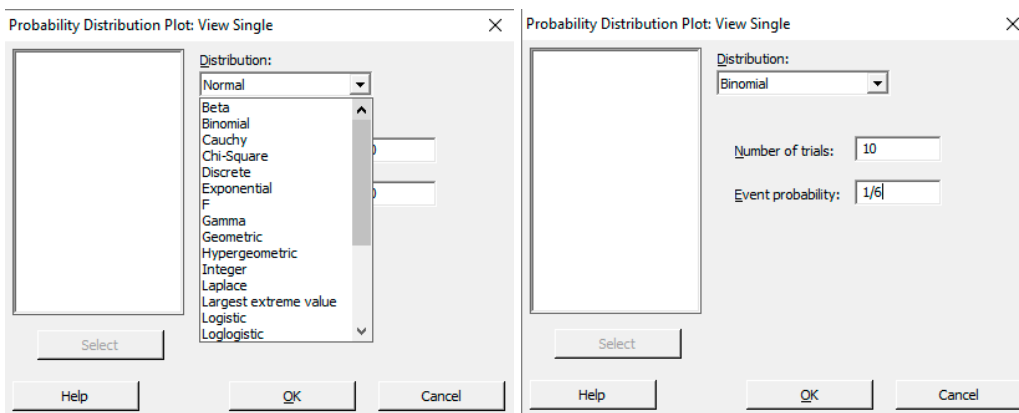 Probability Distribution Plot: View Single
Distribution:
Normal
Beta
Binomial
Cauchy
Chi-Square
Discrete
Exponential
F
Gamma
Geometric
Hypergeometric
Integer
Laplace
Largest extreme value
Logistic
Loglogistic
Select
Help
OK
Cancel
Probability Distribution Plot: View Single
Distribution:
Binomial
Number of trials: 10
Event probability: 1/6
Select
Help
OK
Cancel